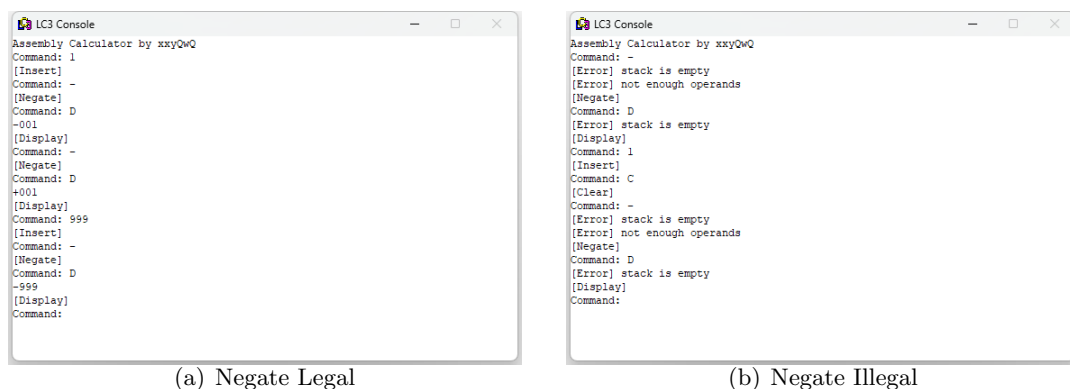 LC3 Console
Assembly Calculator by xxyQwQ
Command: 1
[Insert]
Command: -
[Negate]
Command: D
-001
[Display]
Command: -
[Negate]
Command: D
+001
[Display]
Command: 999
[Insert]
Command: -
[Negate]
Command: D
-999
[Display]
Command:
(a) Negate Legal
LC3 Console
Assembly Calculator by xxyQwQ
Command: -
[Error] stack is empty
[Error] not enough operands
[Negate]
Command: D
[Error] stack is empty
[Display]
Command: 1
[Insert]
Command: C
[Clear]
Command: -
[Error] stack is empty
[Error] not enough operands
[Negate]
Command: D
[Error] stack is empty
[Display]
Command:
(b) Negate Illegal